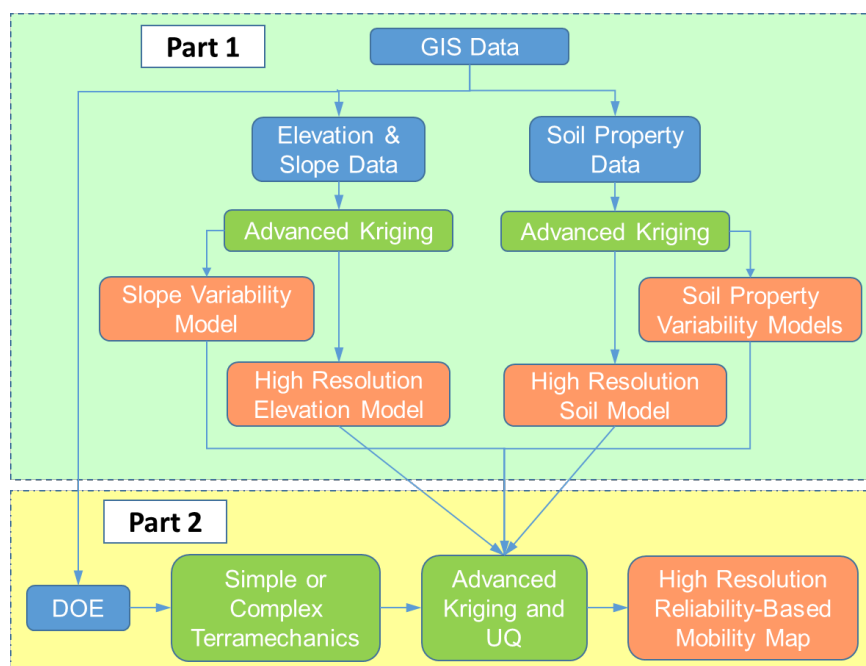 Part 1
GIS Data
Elevation &
Slope Data
Soil Property
Data
Advanced Kriging
Advanced Kriging
Slope Variability
Model
Soil Property
Variability Models
High Resolution
Elevation Model
High Resolution
Soil Model
Part 2
DOE
Simple or
Complex
Terramechanics
Advanced
Kriging and
UQ
High Resolution
Reliability-Based
Mobility Map